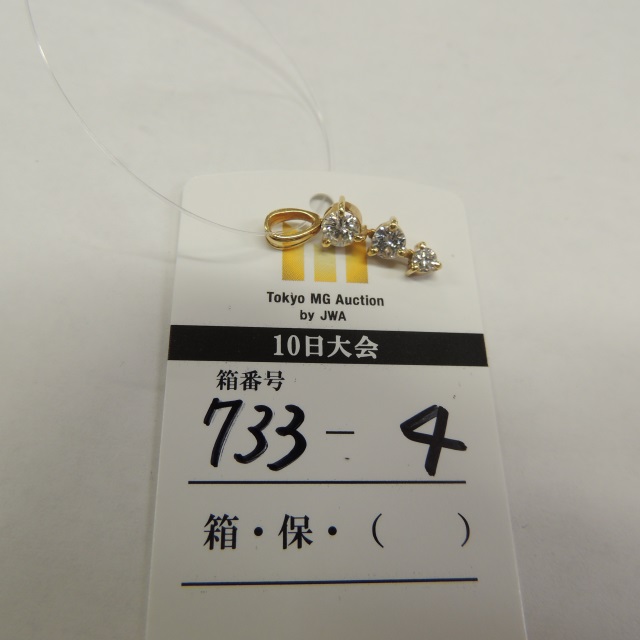 Tokyo MG Auction
by JWA
10日大会
箱番号
733 - 4
箱・保・（　　）